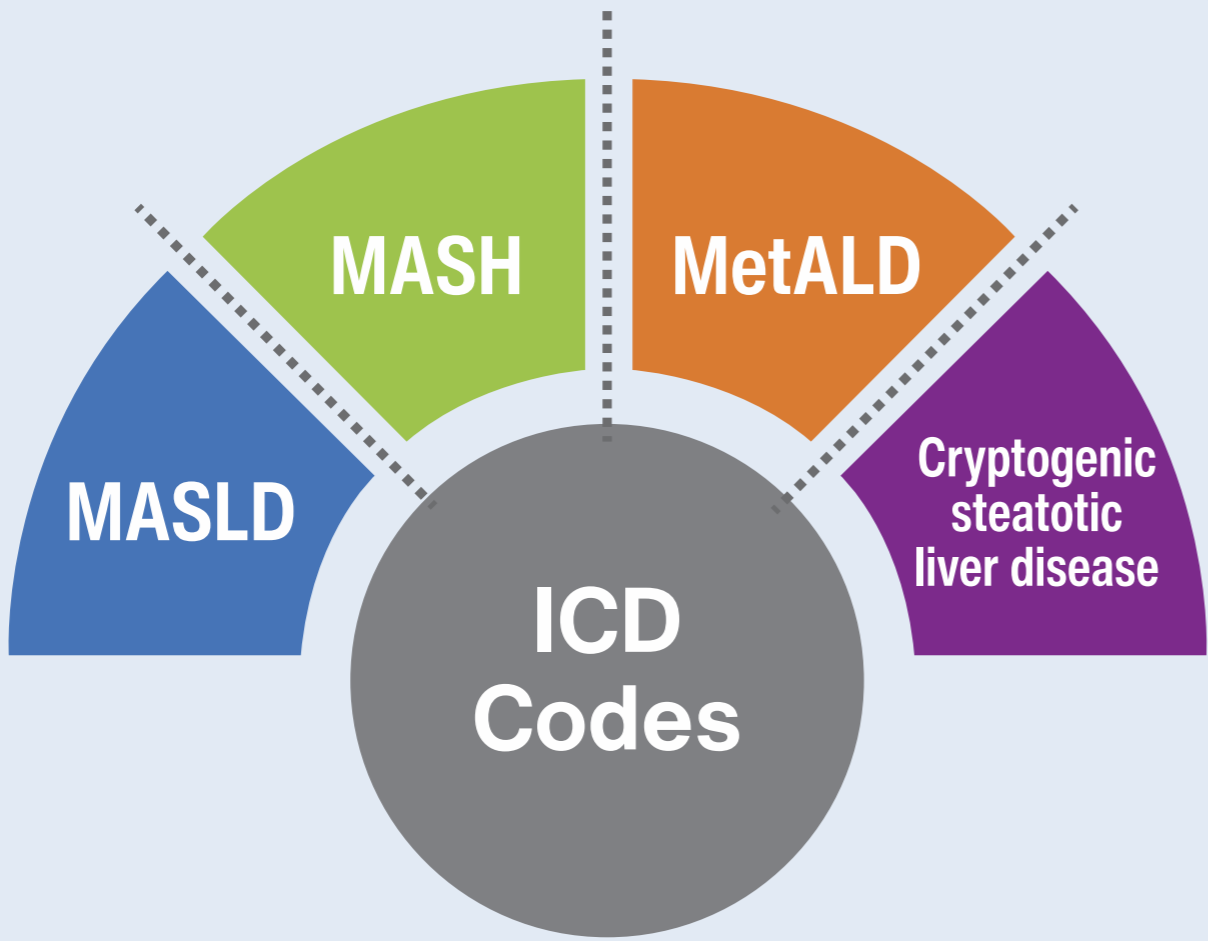 MASLD
MASH
MetALD
Cryptogenic
steatotic
liver disease
ICD
Codes